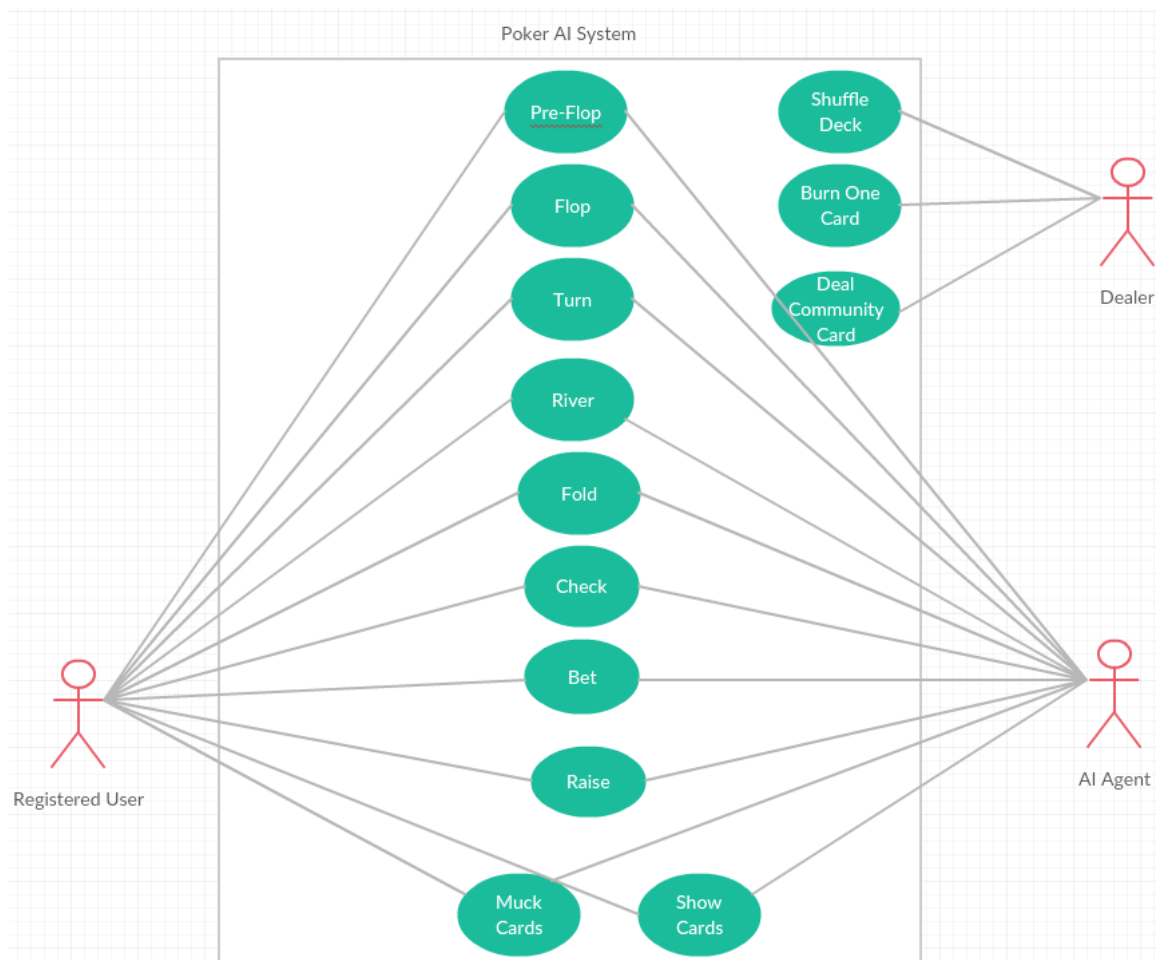 Poker AI System
Pre-Flop
Shuffle
Deck
Flop
Burn One
Card
Turn
Deal
Community
Card
Dealer
River
Fold
Check
Bet
Raise
Registered User
AI Agent
Muck
Cards
Show
Cards